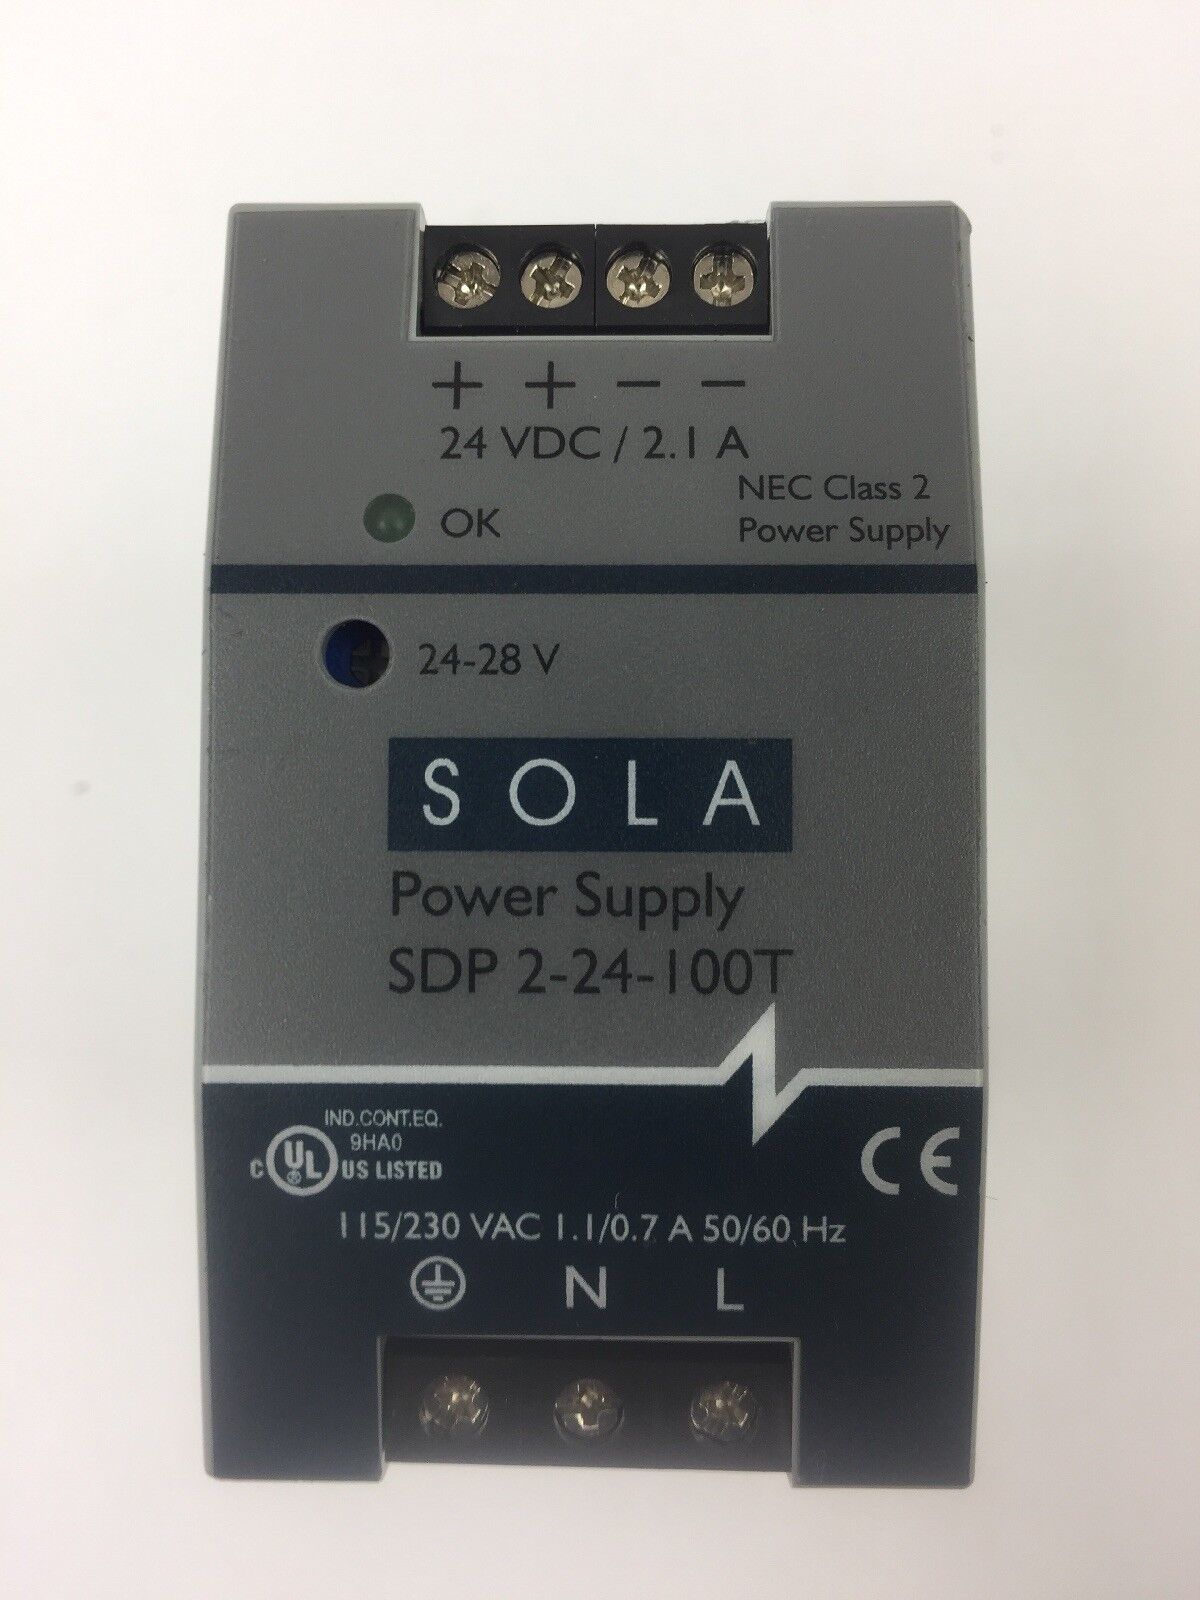 + + − −
24 VDC / 2.1 A
NEC Class 2
Power Supply
OK
24-28 V
SOLA
Power Supply
SDP 2-24-100T
IND.CONT.EQ.
9HA0
C UL ® US LISTED
CE
115/230 VAC 1.1/0.7 A 50/60 Hz
N L